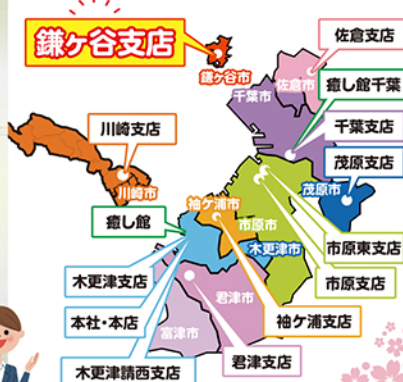 鎌ヶ谷支店
佐倉支店
鎌ケ谷市
佐倉市
癒し館千葉
千葉市
川崎支店
千葉支店
茂原支店
川崎市
茂原市
袖ケ浦市
癒し館
市原市
木更津市
市原東支店
木更津支店
市原支店
君津市
本社・本店
袖ケ浦支店
富津市
君津支店
木更津請西支店